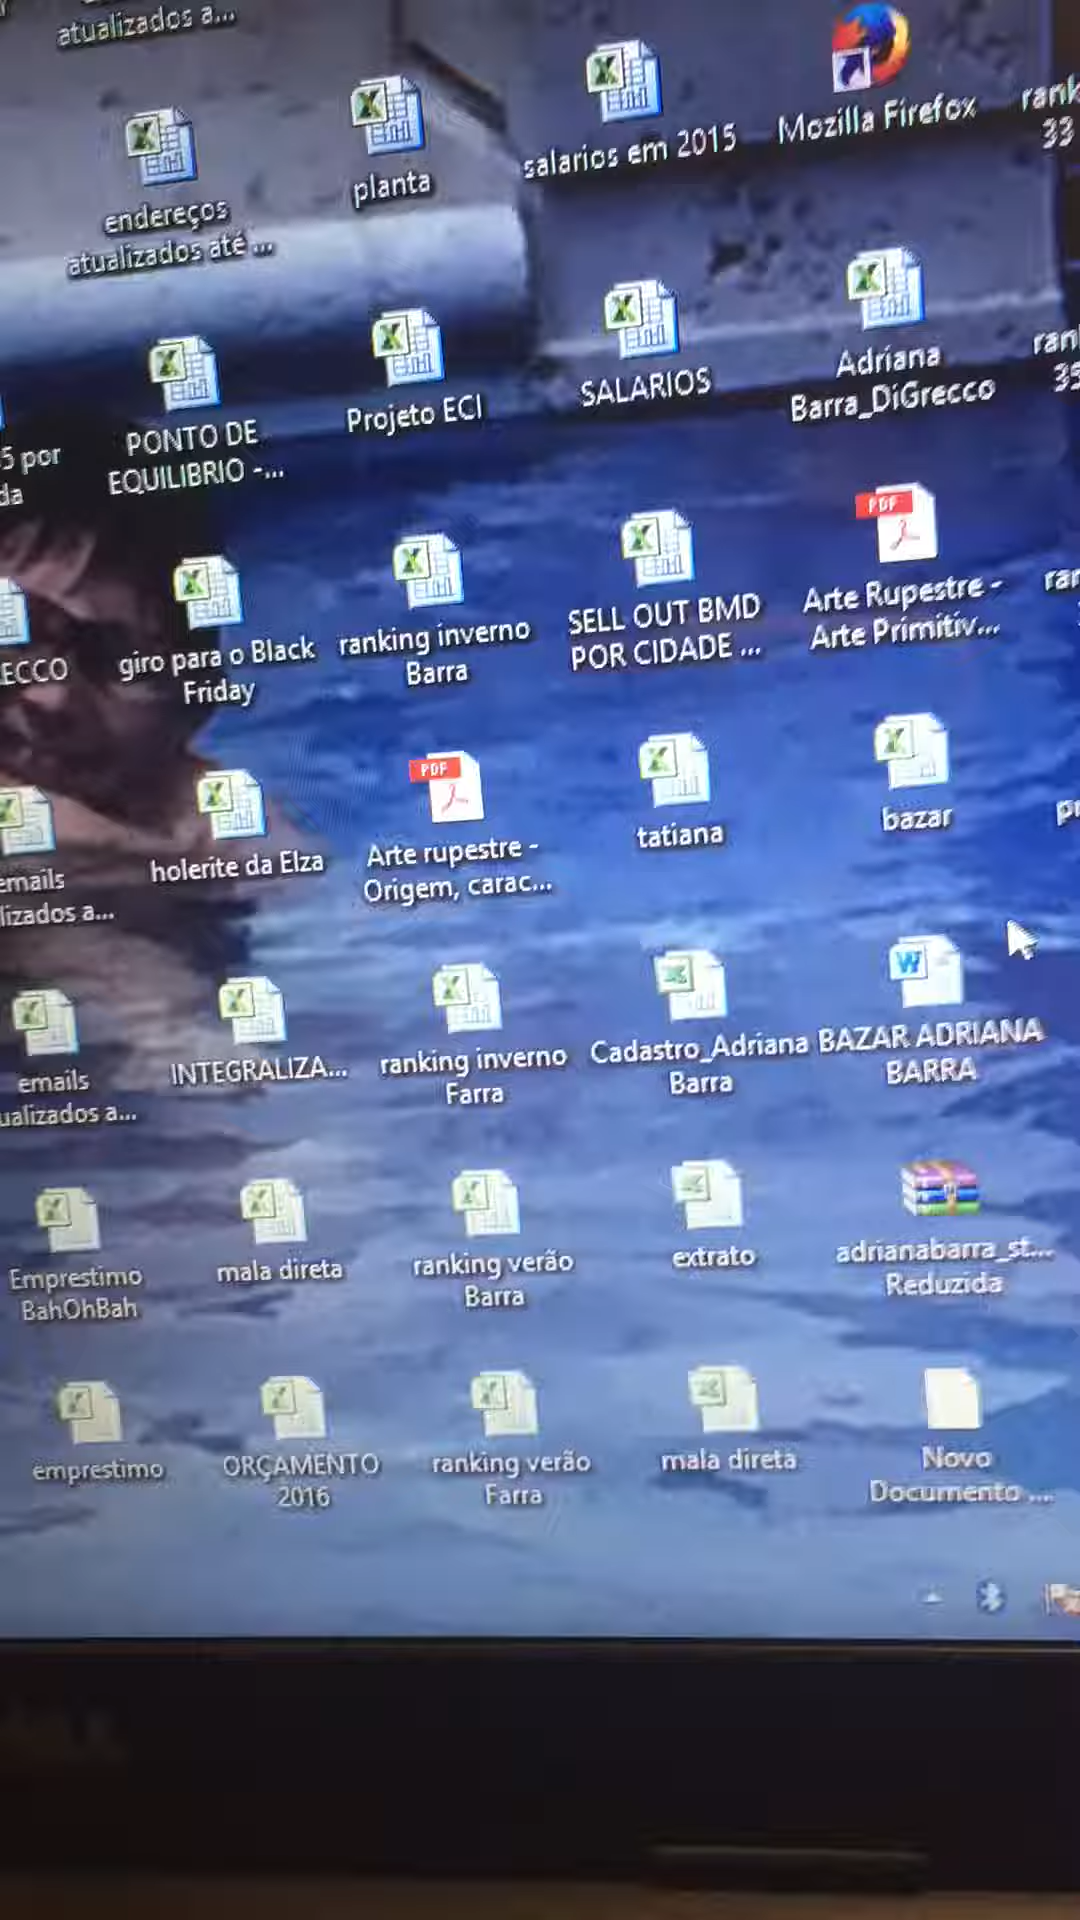 atualizados a...
endereços
atualizados até ...
planta
salarios em 2015
Mozilla Firefox
rank
33
5 por
da
PONTO DE
EQUILIBRIO -...
Projeto ECI
SALARIOS
Adriana
Barra_DiGrecco
ran
35
ECCO
giro para o Black
Friday
ranking inverno
Barra
SELL OUT BMD
POR CIDADE ...
PDF
Arte Rupestre -
Arte Primitiv...
emails
lizados a...
holerite da Elza
PDF
Arte rupestre -
Origem, carac...
tatiana
bazar
emails
ualizados a...
INTEGRALIZA...
ranking inverno
Farra
Cadastro_Adriana
Barra
BAZAR ADRIANA
BARRA
Emprestimo
BahOhBah
mala direta
ranking verão
Barra
extrato
adrianabarra_st...
Reduzida
emprestimo
ORÇAMENTO
2016
ranking verão
Farra
mala direta
Novo
Documento ...